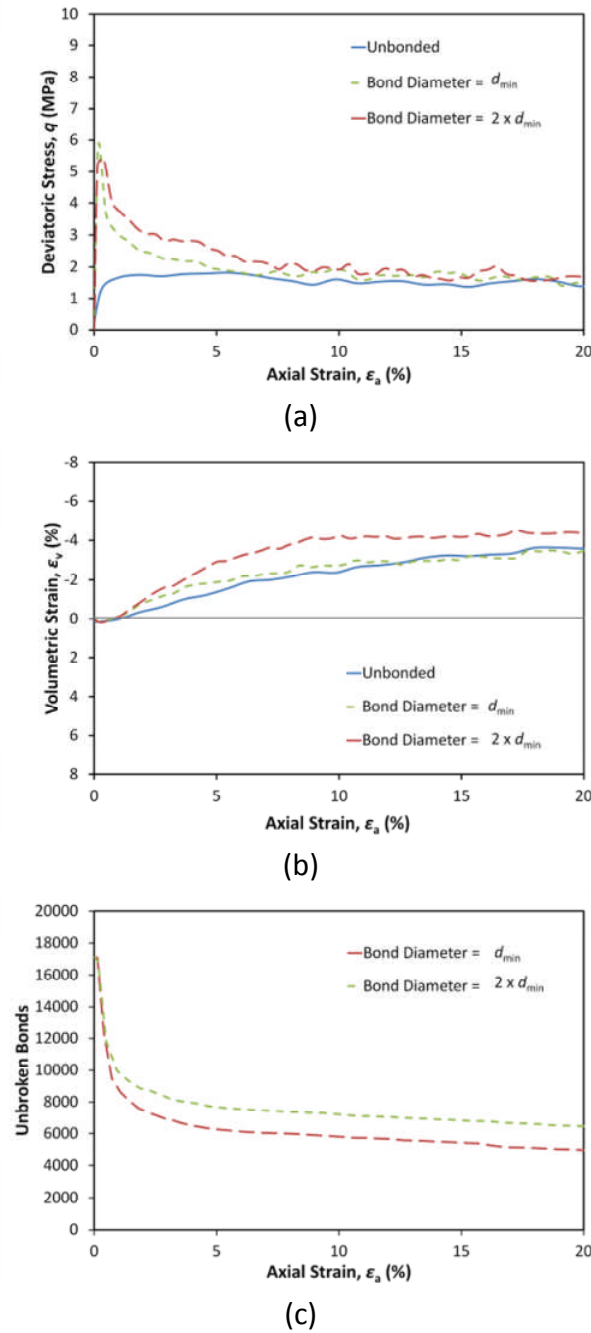 10
9
8
7
6
5
4
3
2
1
0
Deviatoric Stress, q (MPa)
Unbonded
Bond Diameter = dmin
Bond Diameter = 2 x dmin
0 5 10 15 20
Axial Strain, εa (%)
(a)
-8
-6
-4
-2
0
2
4
6
8
Volumetric Strain, εv (%)
Unbonded
Bond Diameter = dmin
Bond Diameter = 2 x dmin
0 5 10 15 20
Axial Strain, εa (%)
(b)
20000
18000
16000
14000
12000
10000
8000
6000
4000
2000
0
Unbroken Bonds
Bond Diameter = dmin
Bond Diameter = 2 x dmin
0 5 10 15 20
Axial Strain, εa (%)
(c)